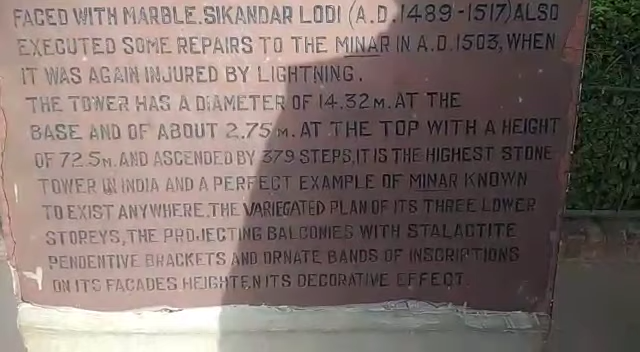 FACED WITH MARBLE. SIKANDAR LODI (A.D. 1489-1517) ALSO
EXECUTED SOME REPAIRS TO THE MINAR IN A.D. 1503, WHEN
IT WAS AGAIN INJURED BY LIGHTNING.
THE TOWER HAS A DIAMETER OF 14.32 M. AT THE
BASE AND OF ABOUT 2.75 M. AT THE TOP WITH A HEIGHT
OF 72.5 M. AND ASCENDED BY 379 STEPS, IT IS THE HIGHEST STONE
TOWER IN INDIA AND A PERFECT EXAMPLE OF MINAR KNOWN
TO EXIST ANYWHERE. THE VARIEGATED PLAN OF ITS THREE LOWER
STOREYS, THE PROJECTING BALCONIES WITH STALACTITE
PENDENTIVE BRACKETS AND ORNATE BANDS OF INSCRIPTIONS
ON ITS FACADES HEIGHTEN ITS DECORATIVE EFFECT.